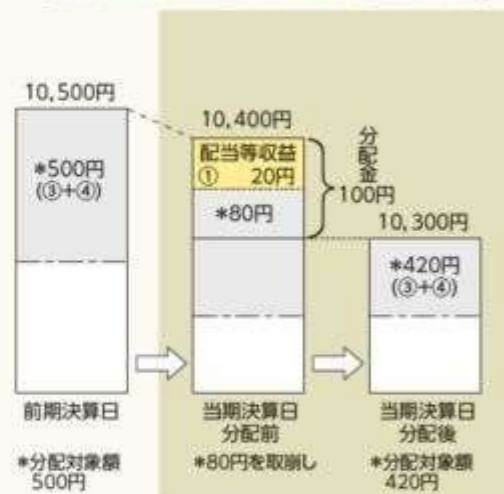 10,500円
*500円
(③+④)
前期決算日
*分配対象額
500円
10,400円
配当等収益
① 20円
*80円
分配金
100円
当期決算日
分配前
*80円を取崩し
10,300円
*420円
(③+④)
当期決算日
分配後
*分配対象額
420円